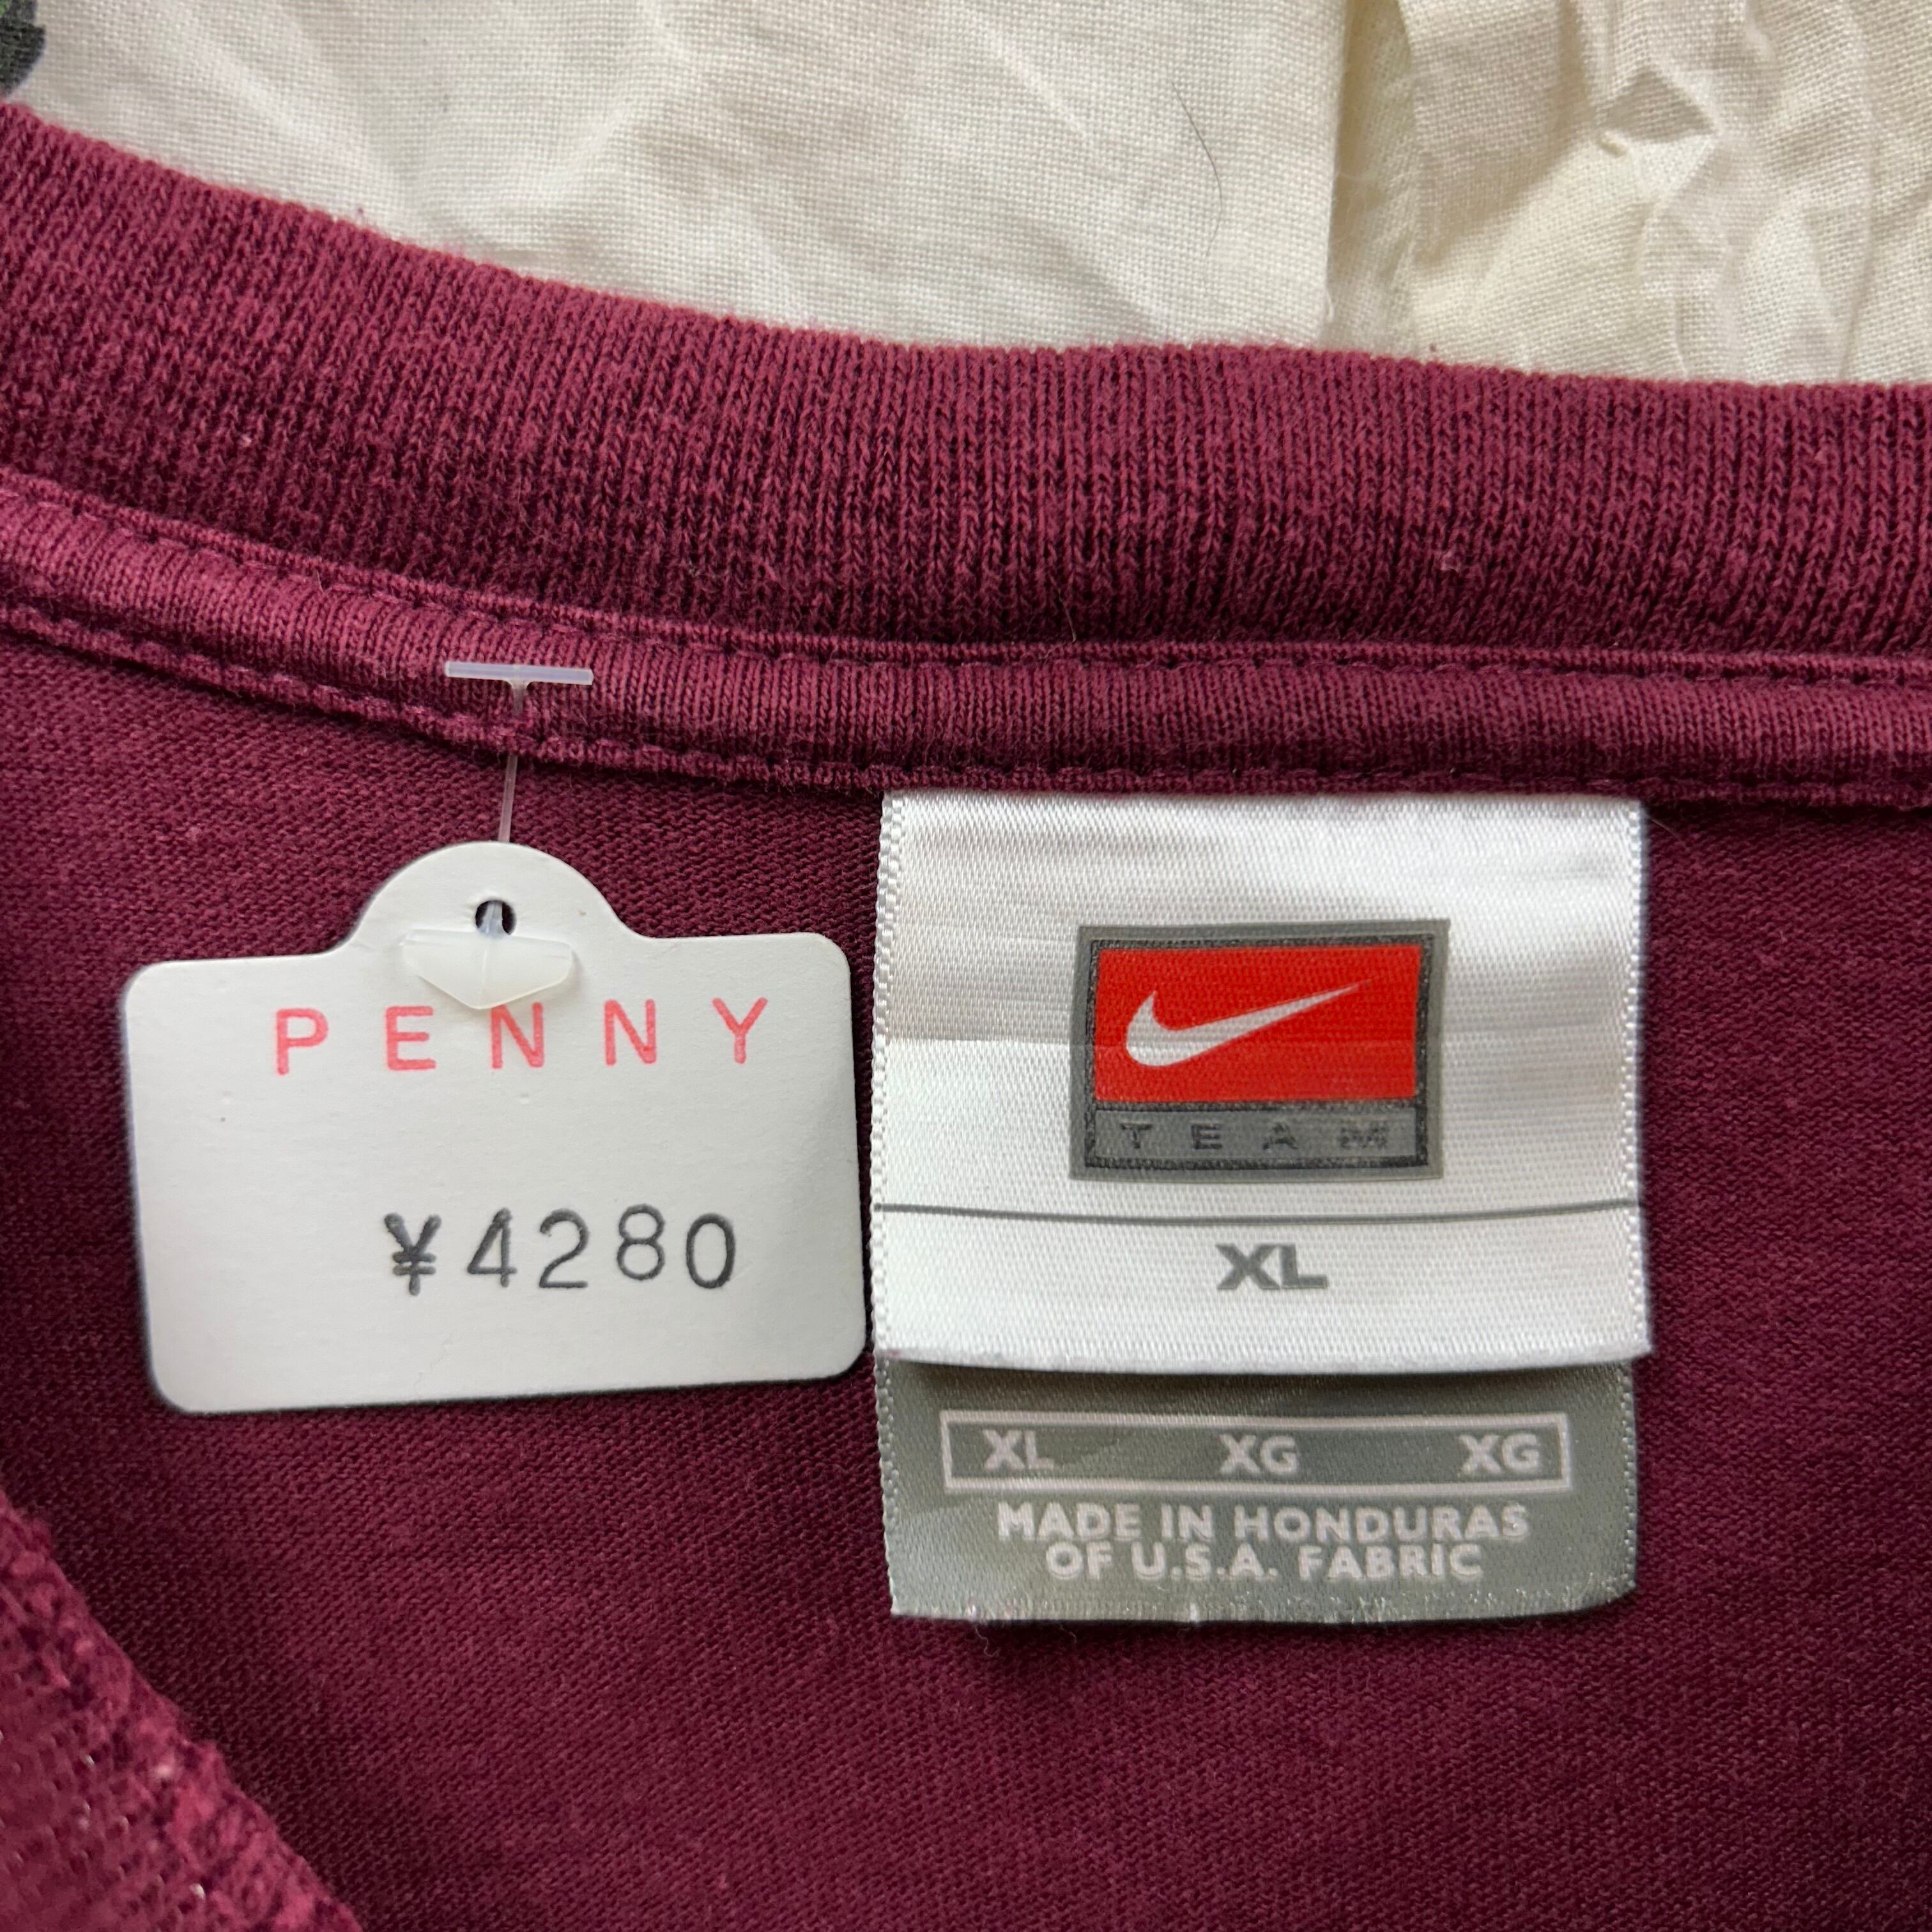 PENNY
¥4280
TEAM
XL
XL XG XG
MADE IN HONDURAS
OF U.S.A. FABRIC